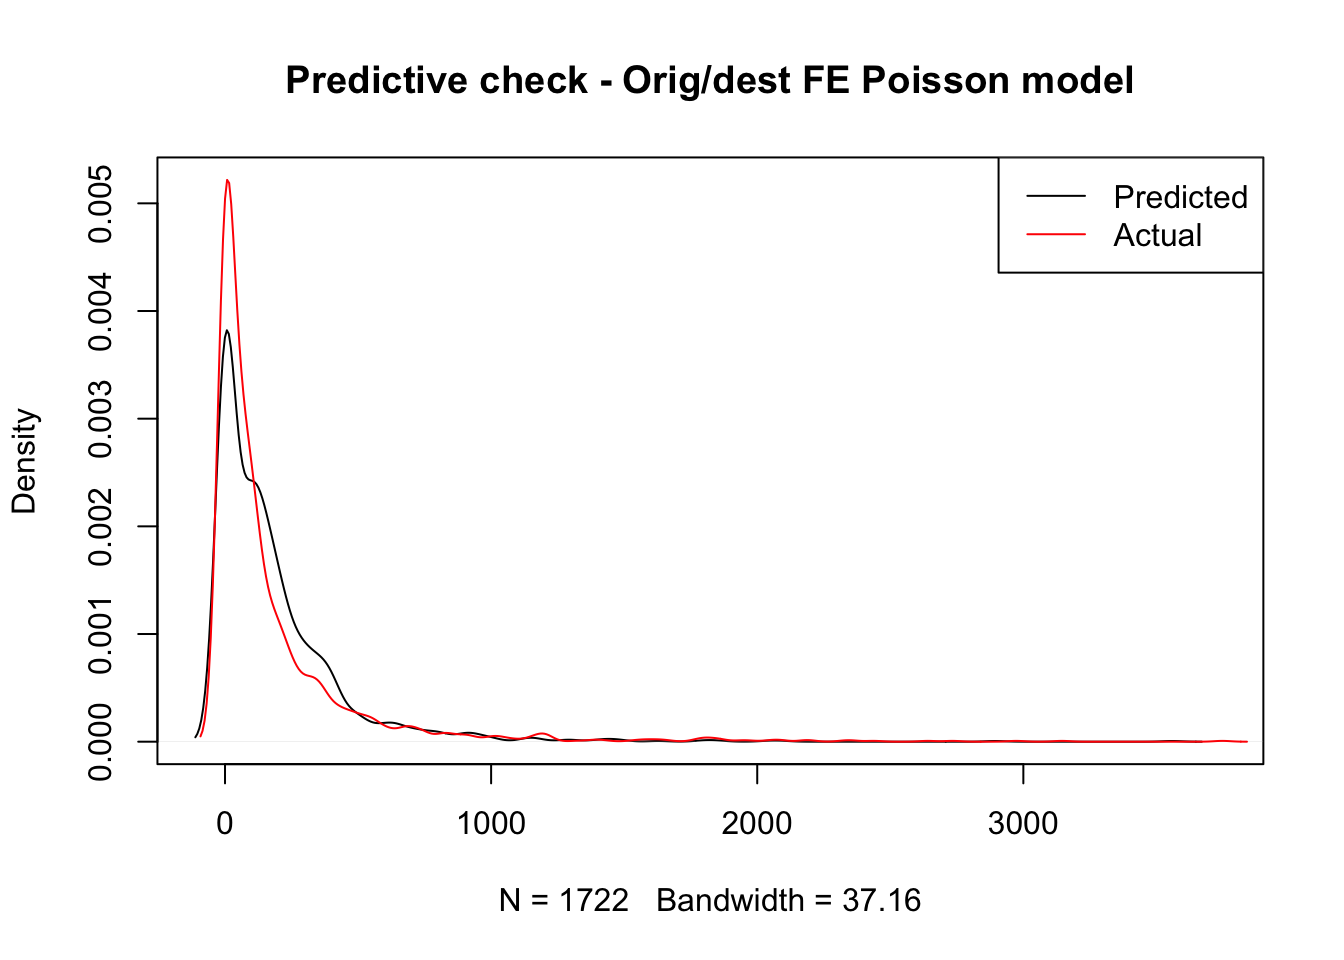 Predictive check - Orig/dest FE Poisson model
Predicted
Actual
Density
0.005
0.004
0.003
0.002
0.001
0.000
0 1000 2000 3000
N = 1722 Bandwidth = 37.16